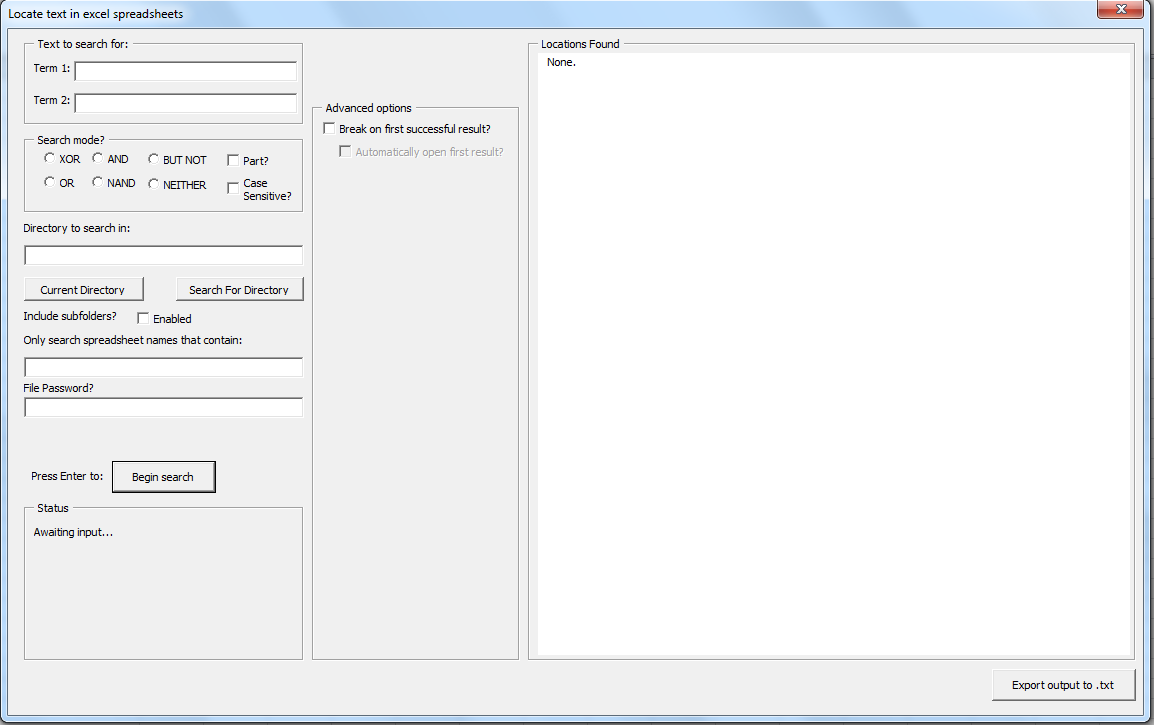 Locate text in excel spreadsheets
Text to search for:
Term 1:
Term 2:
Search mode?
XOR AND BUT NOT Part?
OR NAND NEITHER Case
Sensitive?
Directory to search in:
Current Directory Search For Directory
Include subfolders? Enabled
Only search spreadsheet names that contain:
File Password?
Press Enter to: Begin search
Status
Awaiting input...
Advanced options
Break on first successful result?
Automatically open first result?
Locations Found
None.
Export output to .txt